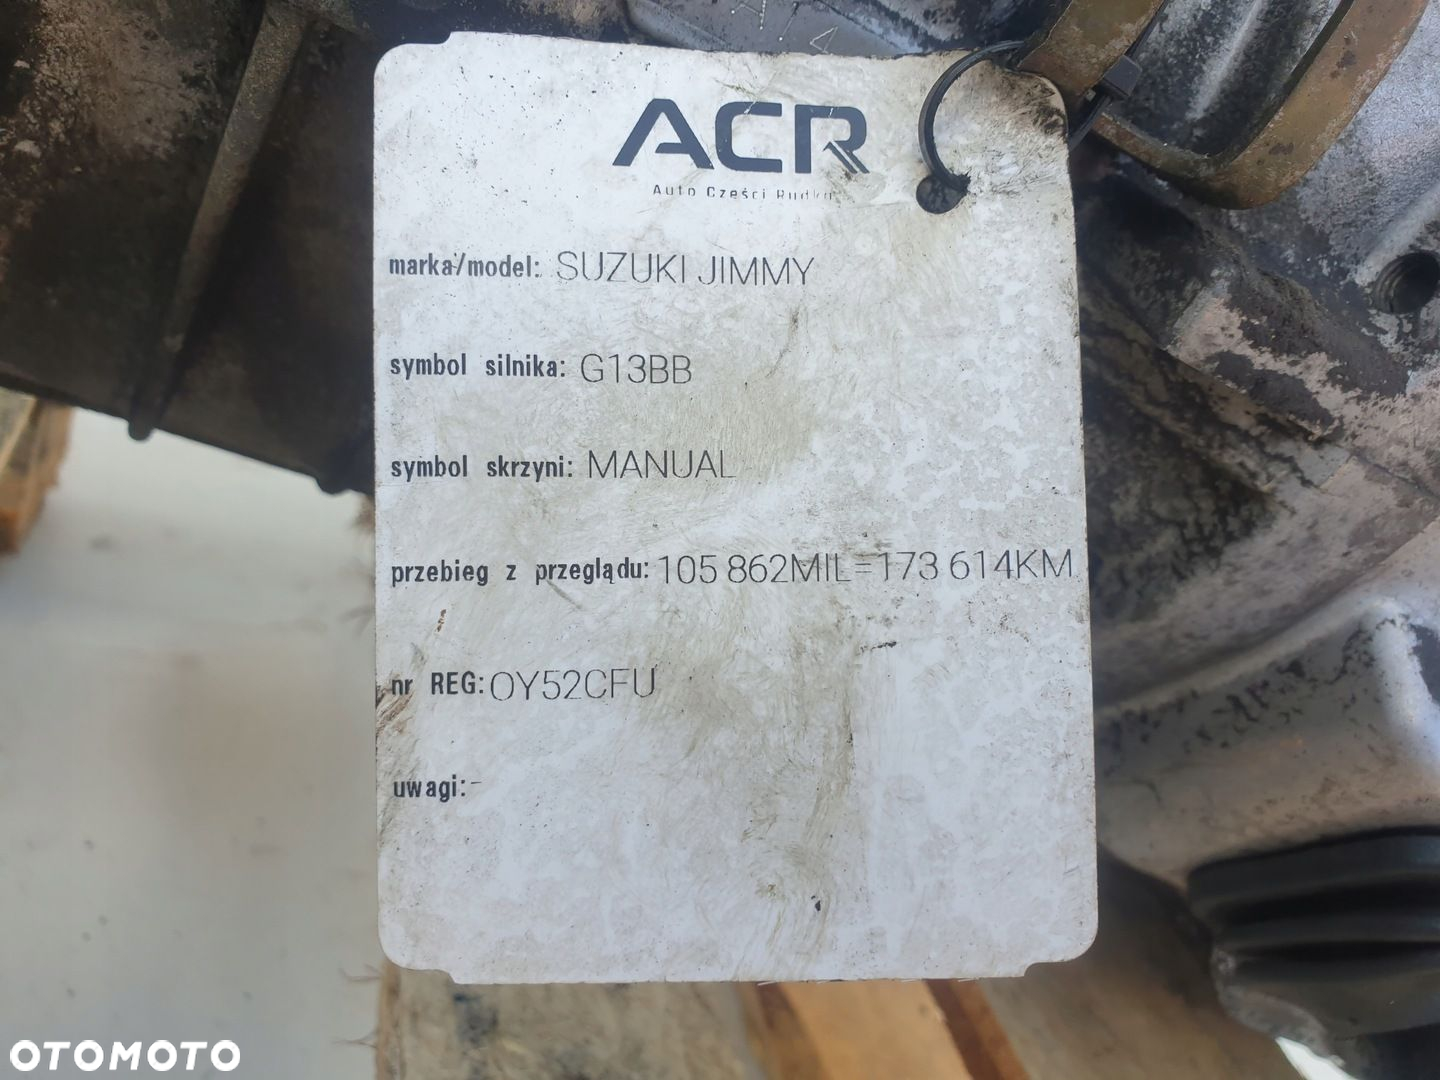 ACR
Auto Części Rudka
marka/model: SUZUKI JIMMY
symbol silnika: G13BB
symbol skrzyni: MANUAL
przebieg z przeglądu: 105 862MIL=173 614KM
nr REG: OY52CFU
uwagi: -
OTOMOTO